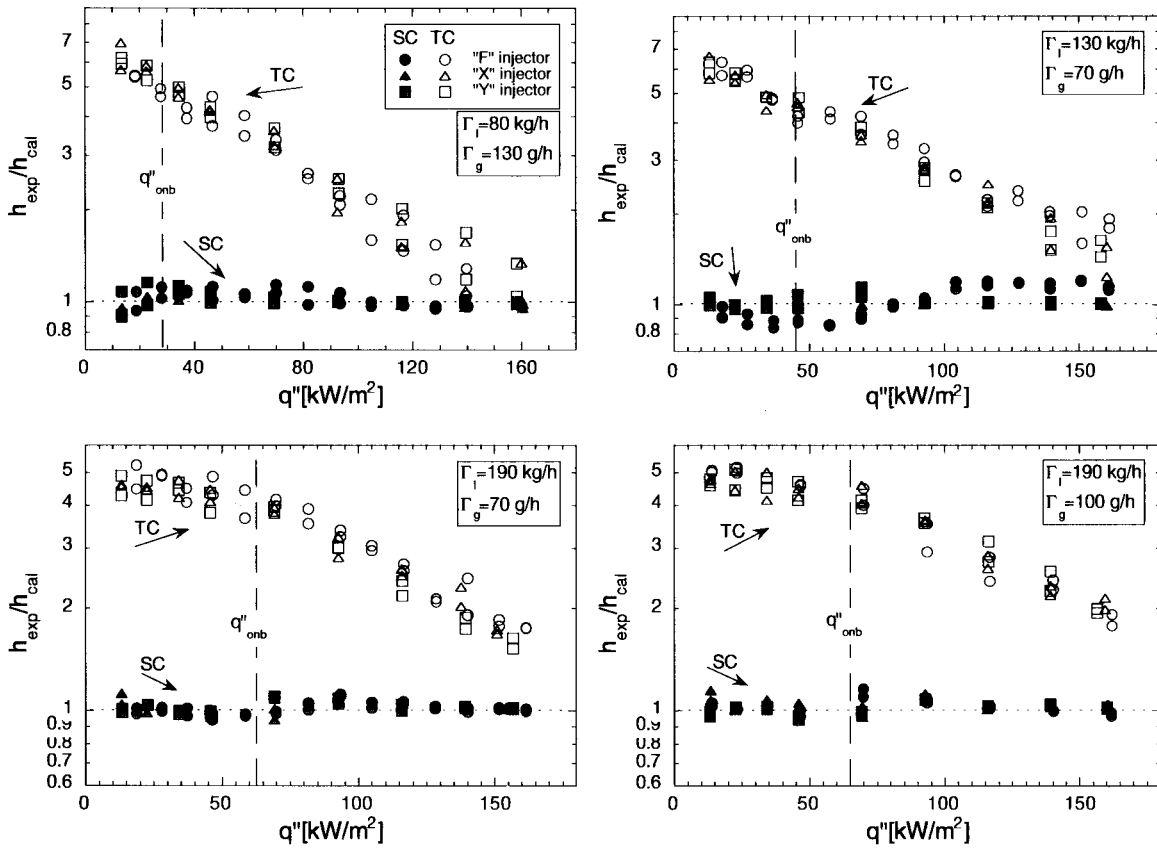 7
5
3
1
0.8
h_exp/h_cal
q"_onb
TC
SC
SC TC
"F" injector
"X" injector
"Y" injector
Γ_l=80 kg/h
Γ_g=130 g/h
0 40 80 120 160
q"[kW/m²]
7
5
3
1
0.8
h_exp/h_cal
q"_onb
TC
SC
Γ_l=130 kg/h
Γ_g=70 g/h
0 50 100 150
q"[kW/m²]
5
4
3
2
1
0.9
0.8
0.7
0.6
h_exp/h_cal
TC
q"_onb
SC
Γ_l=190 kg/h
Γ_g=70 g/h
0 50 100 150
q"[kW/m²]
5
4
3
2
1
0.9
0.8
0.7
0.6
h_exp/h_cal
TC
q"_onb
SC
Γ_l=190 kg/h
Γ_g=100 g/h
0 50 100 150
q"[kW/m²]